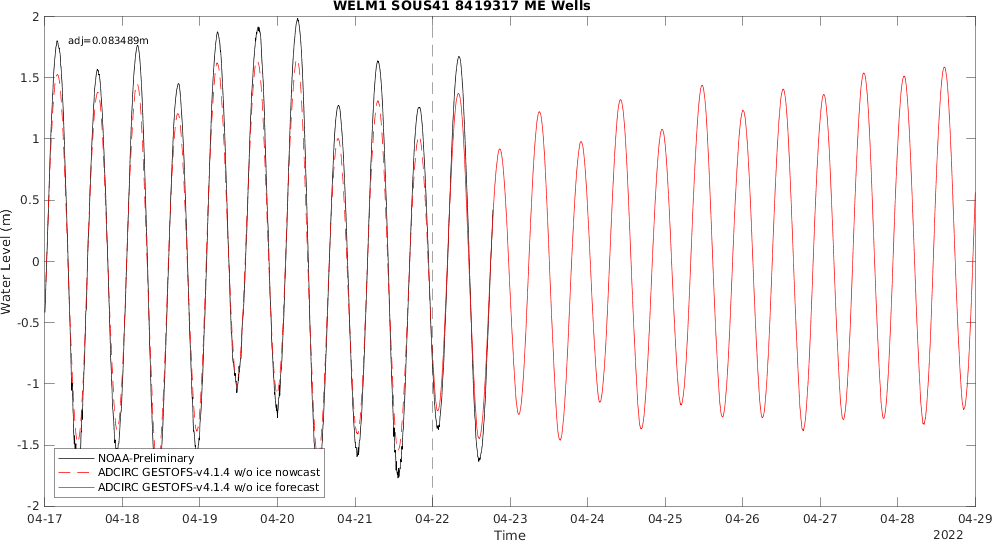 WELM1 SOUS41 8419317 ME Wells
adj=0.083489m
2
1.5
1
0.5
0
-0.5
-1
-1.5
-2
Water Level (m)
NOAA-Preliminary
ADCIRC GESTOFS-v4.1.4 w/o ice nowcast
ADCIRC GESTOFS-v4.1.4 w/o ice forecast
04-17 04-18 04-19 04-20 04-21 04-22 04-23 04-24 04-25 04-26 04-27 04-28 04-29
Time
2022